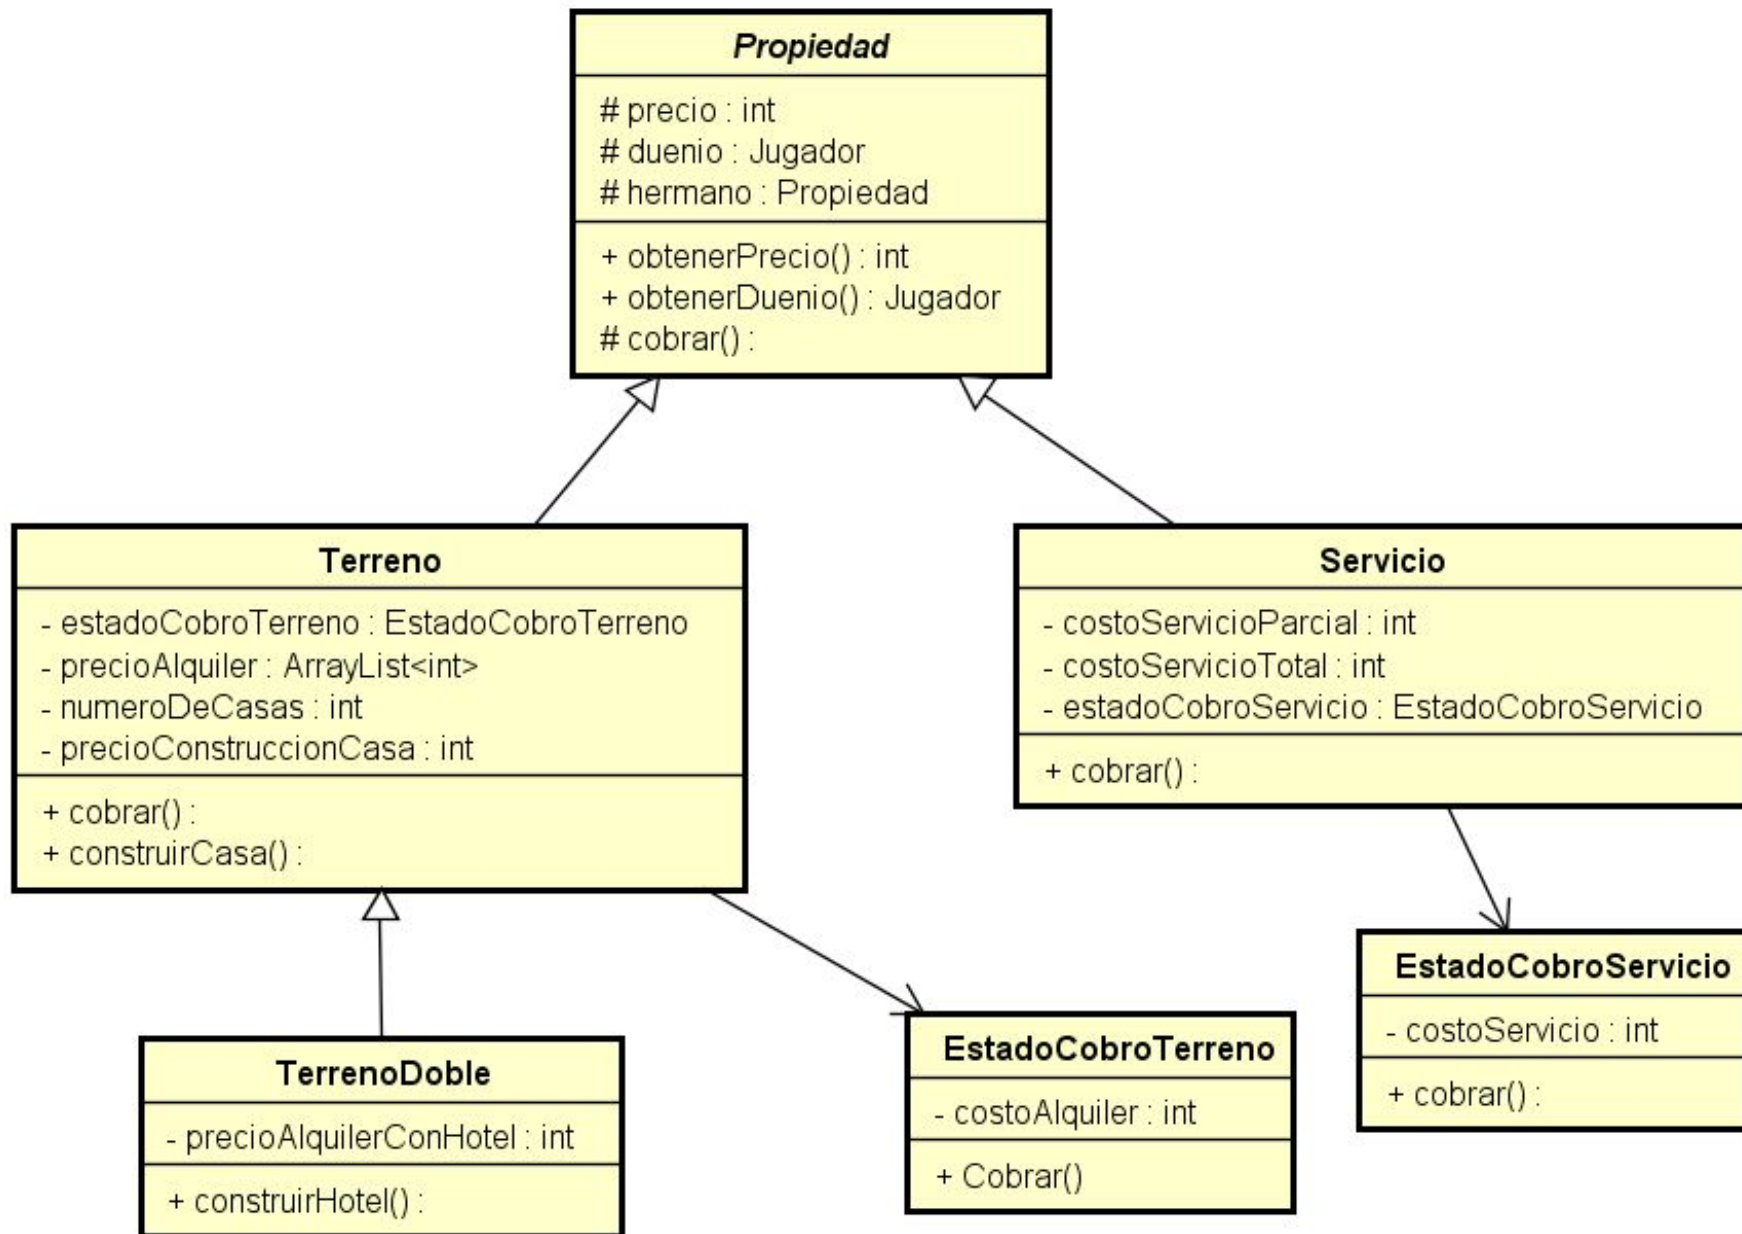 Propiedad
# precio : int
# duenio : Jugador
# hermano : Propiedad
+ obtenerPrecio() : int
+ obtenerDuenio() : Jugador
# cobrar() :
Terreno
- estadoCobroTerreno : EstadoCobroTerreno
- precioAlquiler : ArrayList<int>
- numeroDeCasas : int
- precioConstruccionCasa : int
+ cobrar() :
+ construirCasa() :
Servicio
- costoServicioParcial : int
- costoServicioTotal : int
- estadoCobroServicio : EstadoCobroServicio
+ cobrar() :
TerrenoDoble
- precioAlquilerConHotel : int
+ construirHotel() :
EstadoCobroTerreno
- costoAlquiler : int
+ Cobrar()
EstadoCobroServicio
- costoServicio : int
+ cobrar() :